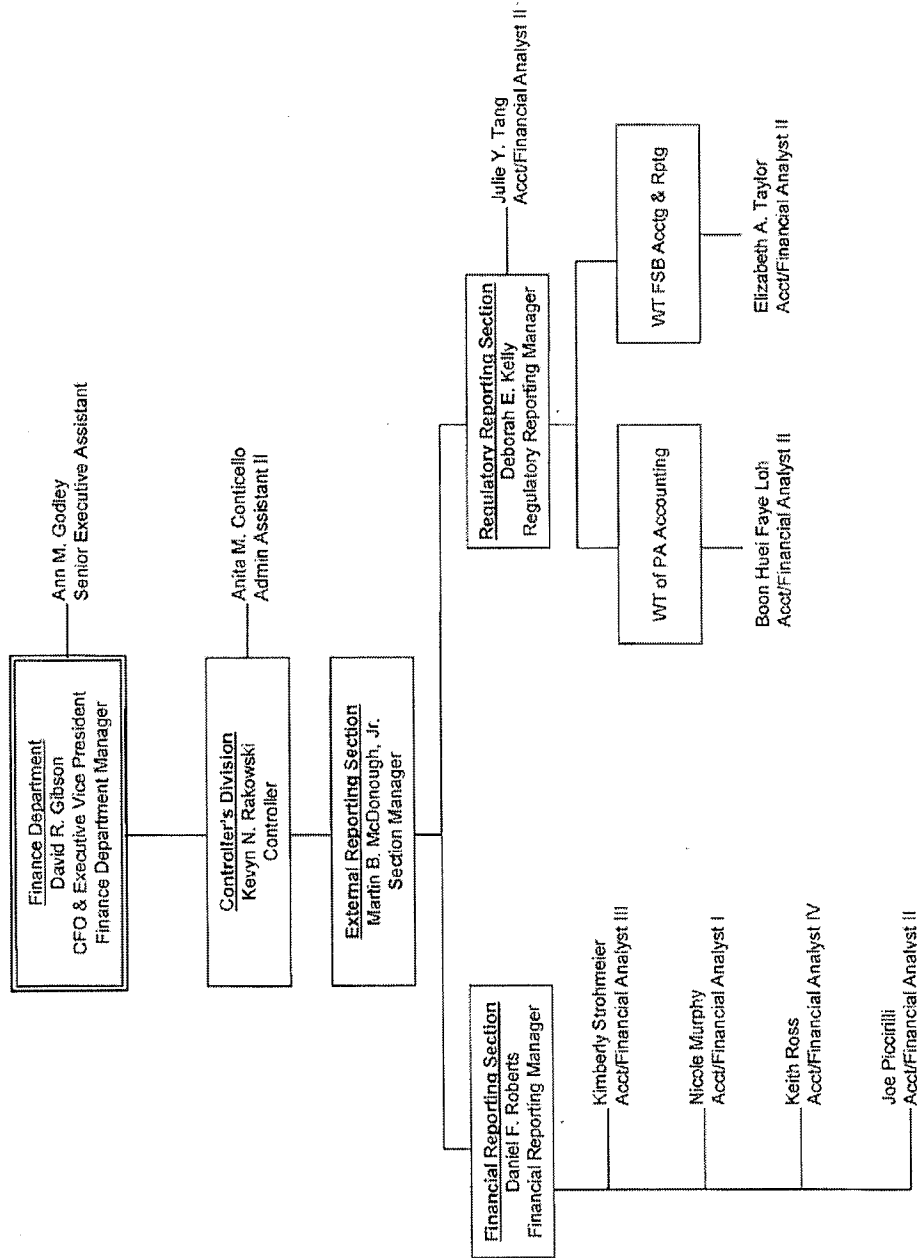 Finance Department
David R. Gibson
CFO & Executive Vice President
Finance Department Manager
Ann M. Godley
Senior Executive Assistant
Controller's Division
Kevyn N. Rakowski
Controller
Anita M. Conticello
Admin Assistant II
External Reporting Section
Martin B. McDonough, Jr.
Section Manager
Financial Reporting Section
Daniel F. Roberts
Financial Reporting Manager
Kimberly Strohmeier
Acct/Financial Analyst III
Nicole Murphy
Acct/Financial Analyst I
Keith Ross
Acct/Financial Analyst IV
Joe Piccirilli
Acct/Financial Analyst II
Regulatory Reporting Section
Deborah E. Kelly
Regulatory Reporting Manager
Julie Y. Tang
Acct/Financial Analyst II
WT of PA Accounting
Boon Huei Faye Loh
Acct/Financial Analyst II
WT FSB Acctg & Rptg
Elizabeth A. Taylor
Acct/Financial Analyst II